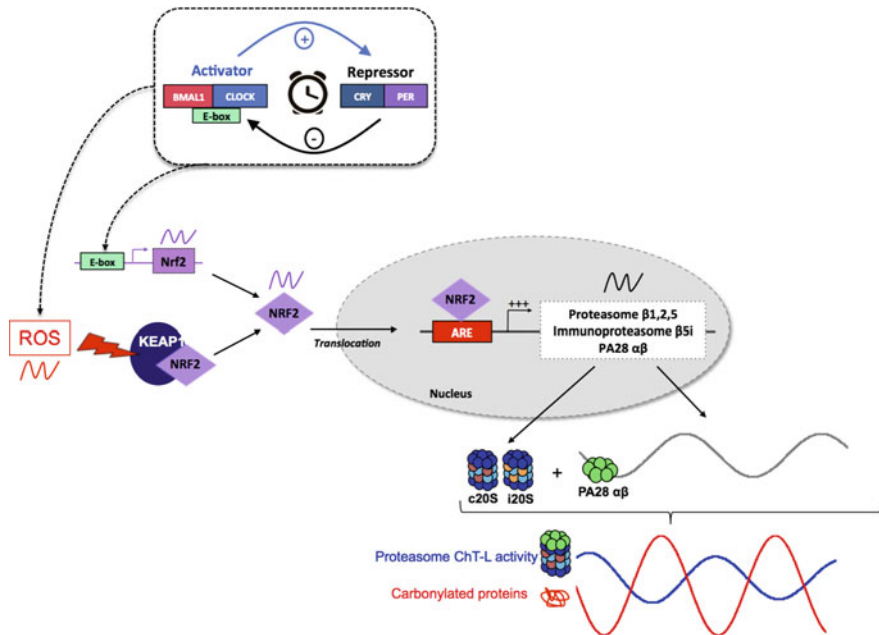 +
Activator
Repressor
BMAL1 CLOCK
CRY PER
E-box
-
E-box
Nrf2
NRF2
NRF2
ROS
KEAP1
NRF2
Translocation
ARE
+++
Proteasome β1,2,5
Immunoproteasome β5i
PA28 αβ
Nucleus
c20S i20S
+
PA28 αβ
Proteasome ChT-L activity
Carbonylated proteins